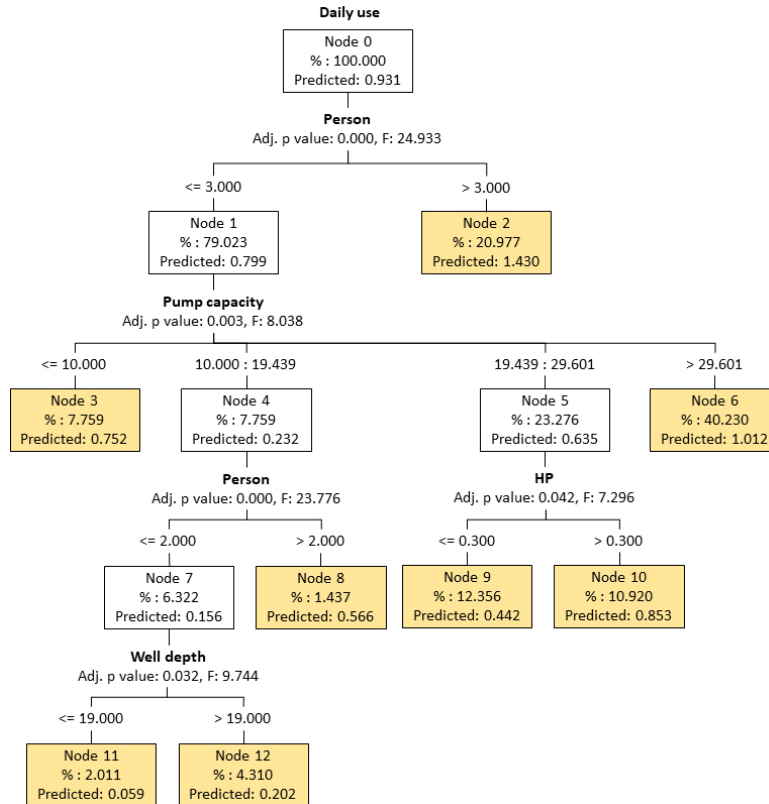 Daily use
Node 0
% : 100.000
Predicted: 0.931
Person
Adj. p value: 0.000, F: 24.933
<= 3.000
> 3.000
Node 1
% : 79.023
Predicted: 0.799
Node 2
% : 20.977
Predicted: 1.430
Pump capacity
Adj. p value: 0.003, F: 8.038
<= 10.000
10.000 : 19.439
19.439 : 29.601
> 29.601
Node 3
% : 7.759
Predicted: 0.752
Node 4
% : 7.759
Predicted: 0.232
Node 5
% : 23.276
Predicted: 0.635
Node 6
% : 40.230
Predicted: 1.012
Person
Adj. p value: 0.000, F: 23.776
HP
Adj. p value: 0.042, F: 7.296
<= 2.000
> 2.000
<= 0.300
> 0.300
Node 7
% : 6.322
Predicted: 0.156
Node 8
% : 1.437
Predicted: 0.566
Node 9
% : 12.356
Predicted: 0.442
Node 10
% : 10.920
Predicted: 0.853
Well depth
Adj. p value: 0.032, F: 9.744
<= 19.000
> 19.000
Node 11
% : 2.011
Predicted: 0.059
Node 12
% : 4.310
Predicted: 0.202